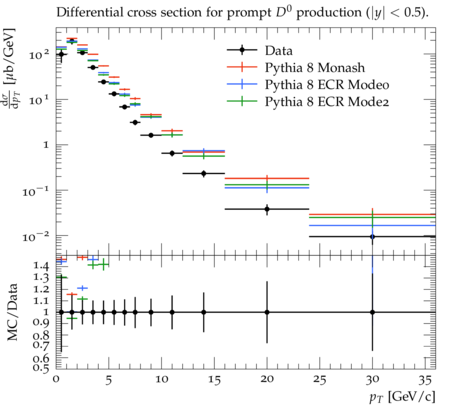 Differential cross section for prompt D⁰ production (|y| < 0.5).
dσ/dp_T [μb/GeV]
Data
Pythia 8 Monash
Pythia 8 ECR Mode0
Pythia 8 ECR Mode2
10²
10¹
1
10⁻¹
10⁻²
MC/Data
1.4
1.3
1.2
1.1
1
0.9
0.8
0.7
0.6
0.5
0 5 10 15 20 25 30 35
p_T [GeV/c]